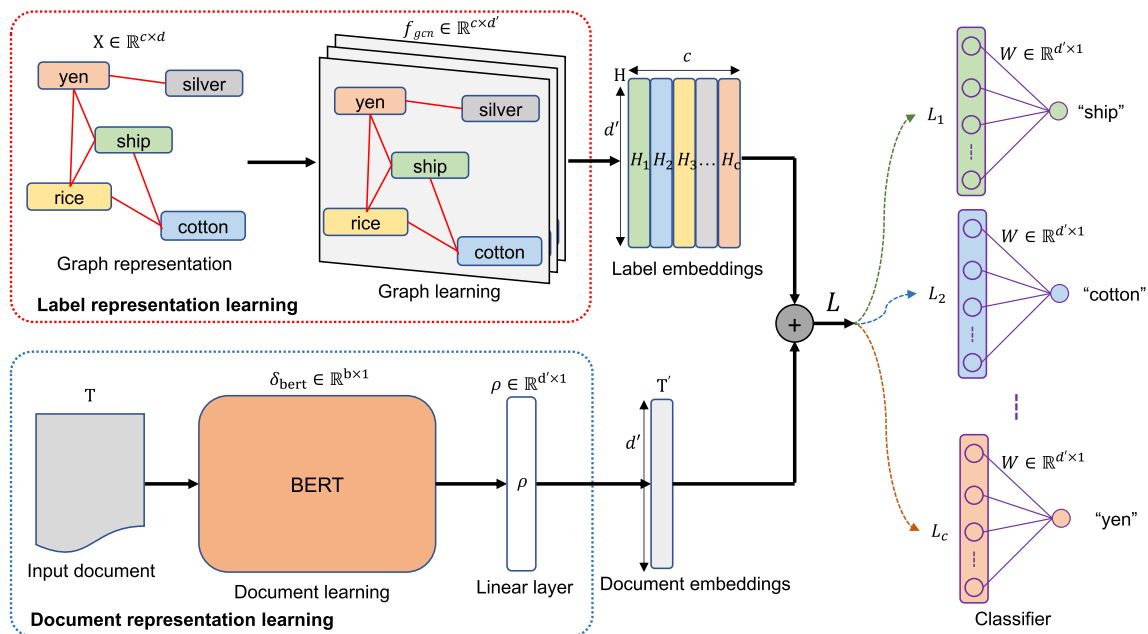 X ∈ ℝ^{c×d}
yen
silver
ship
rice
cotton
Graph representation
Label representation learning
f_{gcn} ∈ ℝ^{c×d′}
yen
silver
ship
rice
cotton
Graph learning
H
c
d′
H_1 H_2 H_3 ... H_c
Label embeddings
+
L
T
Input document
δ_{bert} ∈ ℝ^{b×1}
BERT
Document learning
ρ ∈ ℝ^{d′×1}
ρ
Linear layer
Document representation learning
T′
d′
Document embeddings
L_1
W ∈ ℝ^{d′×1}
“ship”
L_2
W ∈ ℝ^{d′×1}
“cotton”
L_c
W ∈ ℝ^{d′×1}
“yen”
Classifier